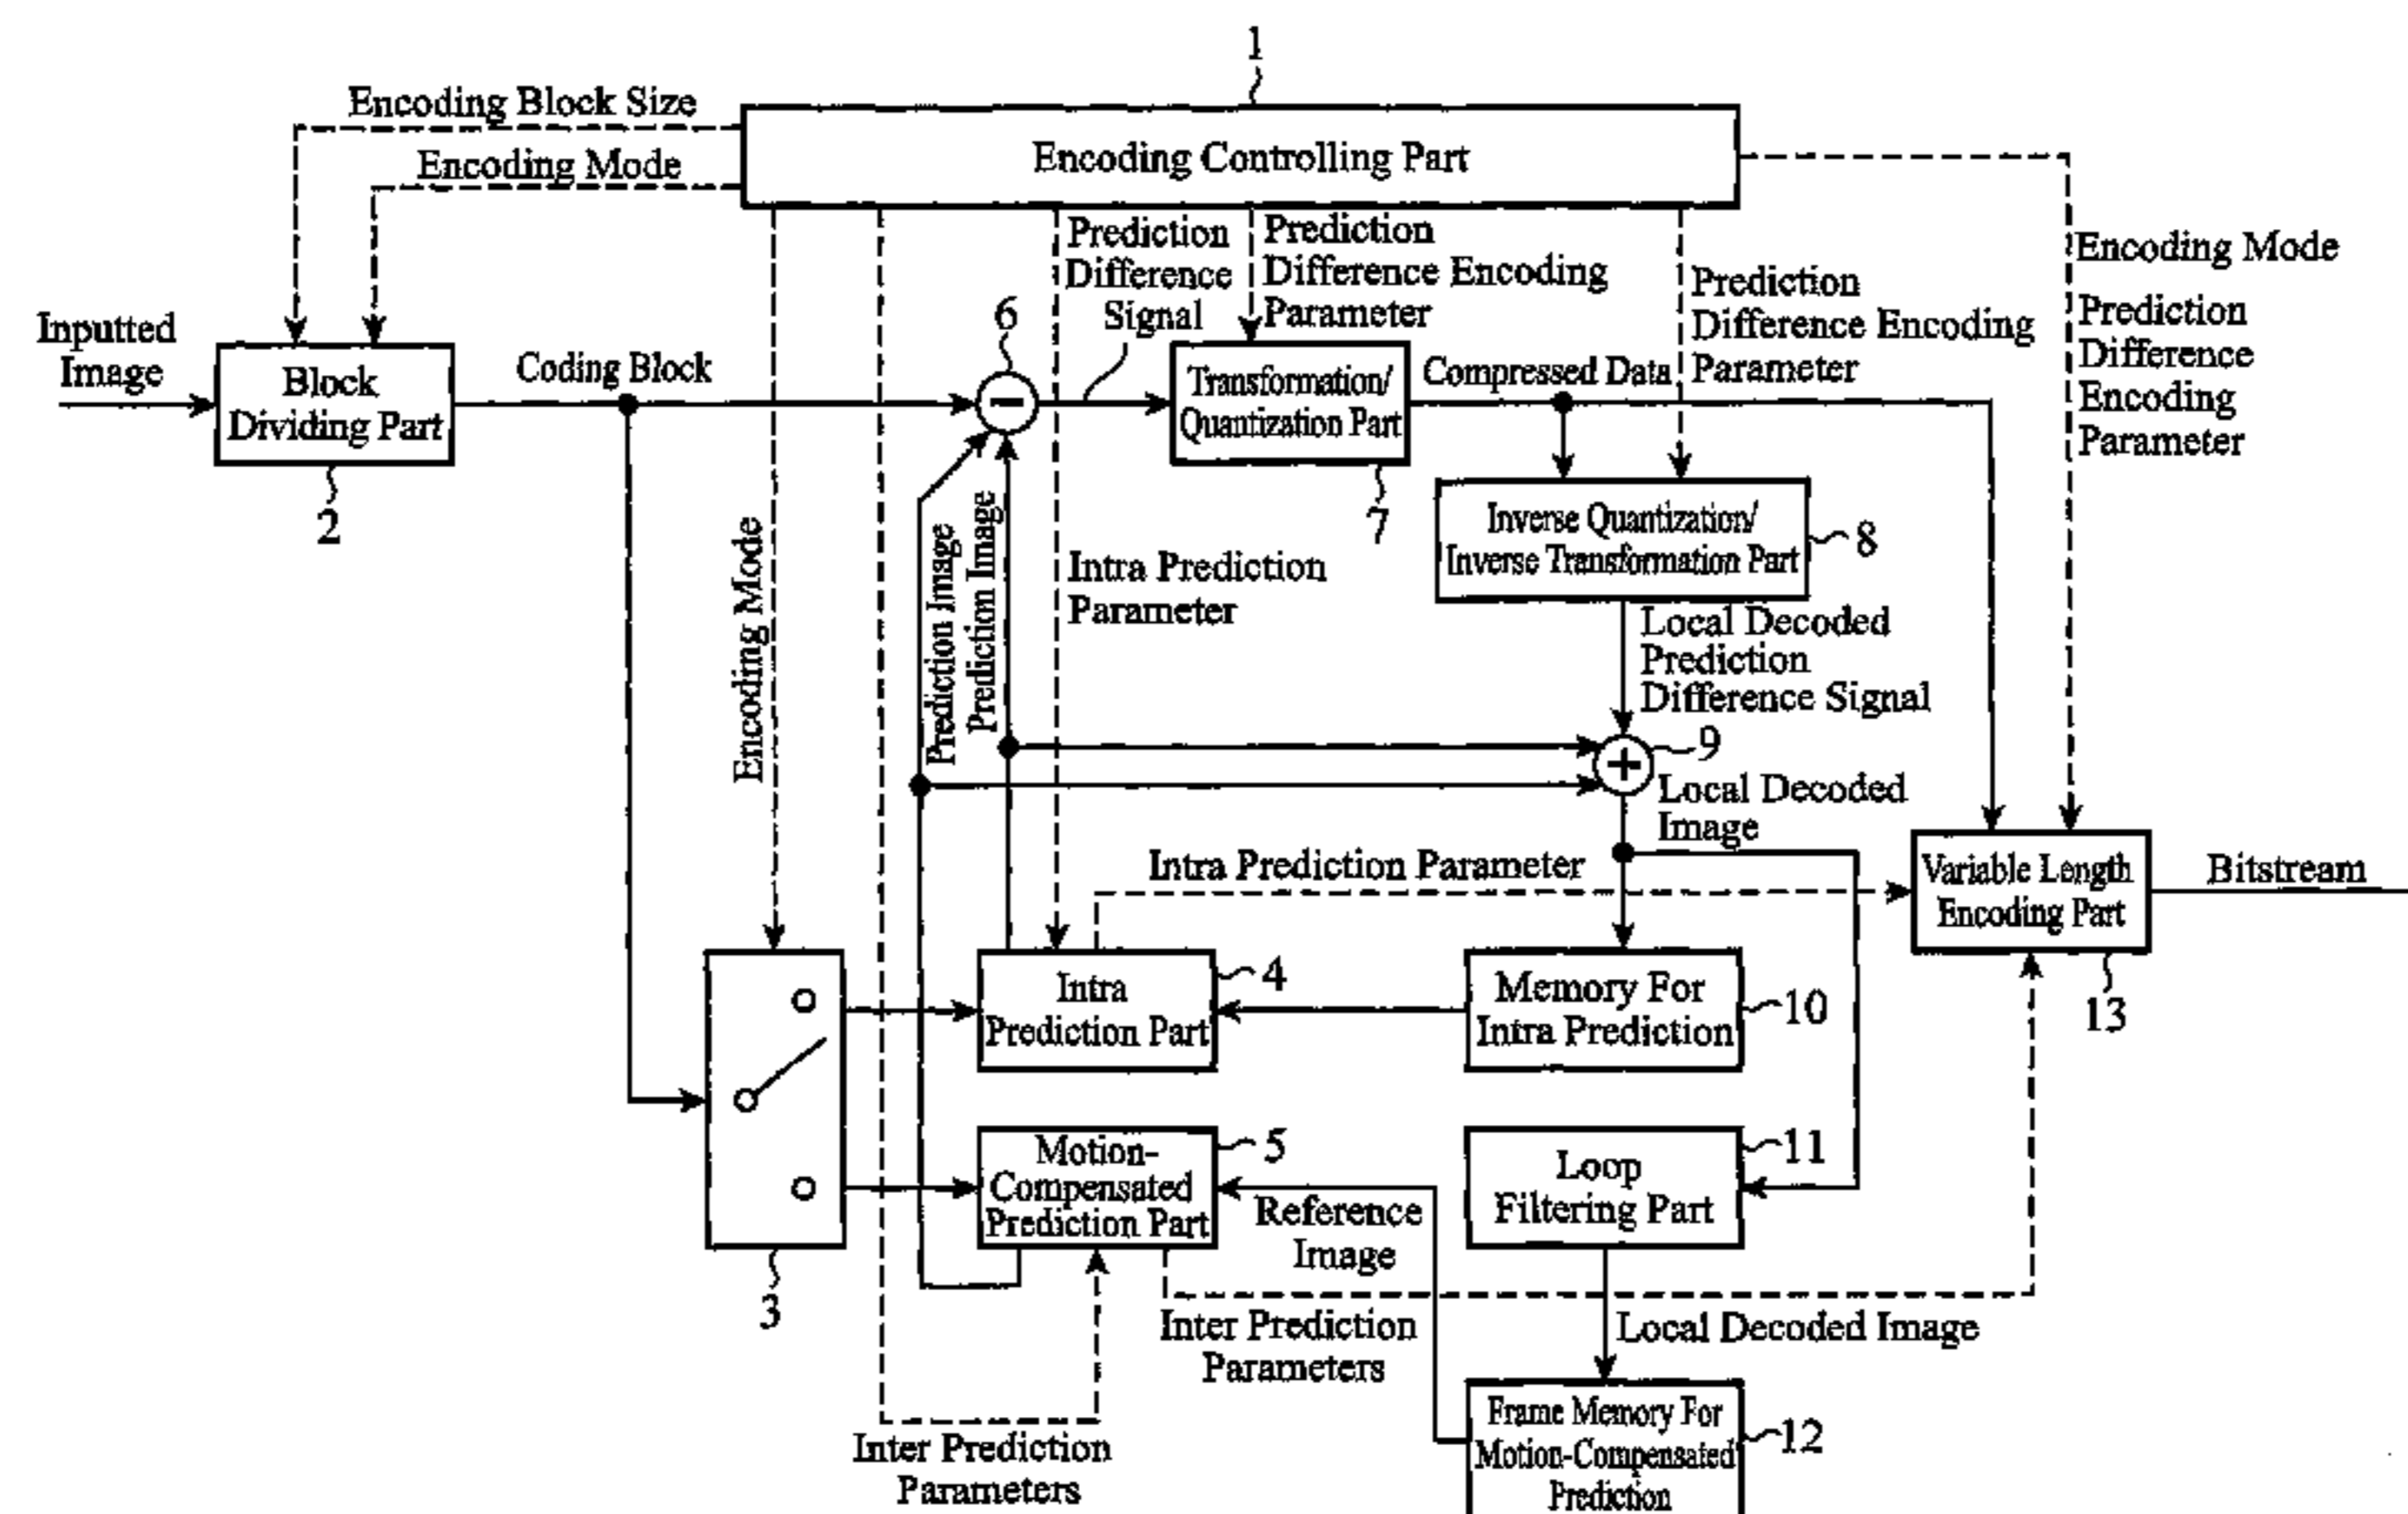 1
Encoding Block Size
Encoding Mode
Encoding Controlling Part
Inputted
Image
Block
Dividing Part
2
Coding Block
6
Prediction
Difference
Signal
Prediction
Difference Encoding
Parameter
Transformation/
Quantization Part
7
Compressed Data
Prediction
Difference Encoding
Parameter
Encoding Mode
Prediction
Difference
Encoding
Parameter
Inverse Quantization/
Inverse Transformation Part
8
Encoding Mode
Prediction Image
Prediction Image
Intra Prediction
Parameter
Local Decoded
Prediction
Difference Signal
9
Local Decoded
Image
Intra Prediction Parameter
Variable Length
Encoding Part
13
Bitstream
3
Intra
Prediction Part
4
Memory For
Intra Prediction
10
Motion-
Compensated
Prediction Part
5
Reference
Image
Loop
Filtering Part
11
Inter Prediction
Parameters
Local Decoded Image
Inter Prediction
Parameters
Frame Memory For
Motion-Compensated
Prediction
12